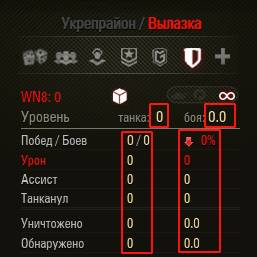 Укрепрайон / Вылазка
WN8: 0
Уровень танка: 0 боя: 0.0
Побед / Боев 0 / 0 0%
Урон 0 0
Ассист 0 0
Танканул 0 0
Уничтожено 0 0.0
Обнаружено 0 0.0